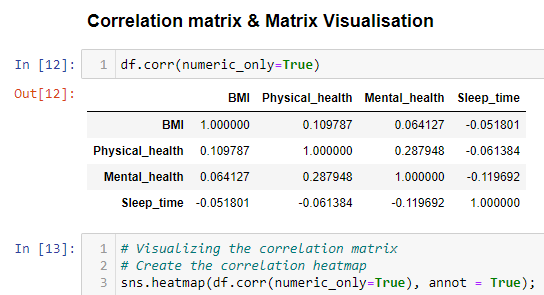 Correlation matrix & Matrix Visualisation
In [12]: 1 df.corr(numeric_only=True)
Out[12]:
BMI Physical_health Mental_health Sleep_time
BMI 1.000000 0.109787 0.064127 -0.051801
Physical_health 0.109787 1.000000 0.287948 -0.061384
Mental_health 0.064127 0.287948 1.000000 -0.119692
Sleep_time -0.051801 -0.061384 -0.119692 1.000000
In [13]: 1 # Visualizing the correlation matrix
2 # Create the correlation heatmap
3 sns.heatmap(df.corr(numeric_only=True), annot = True);